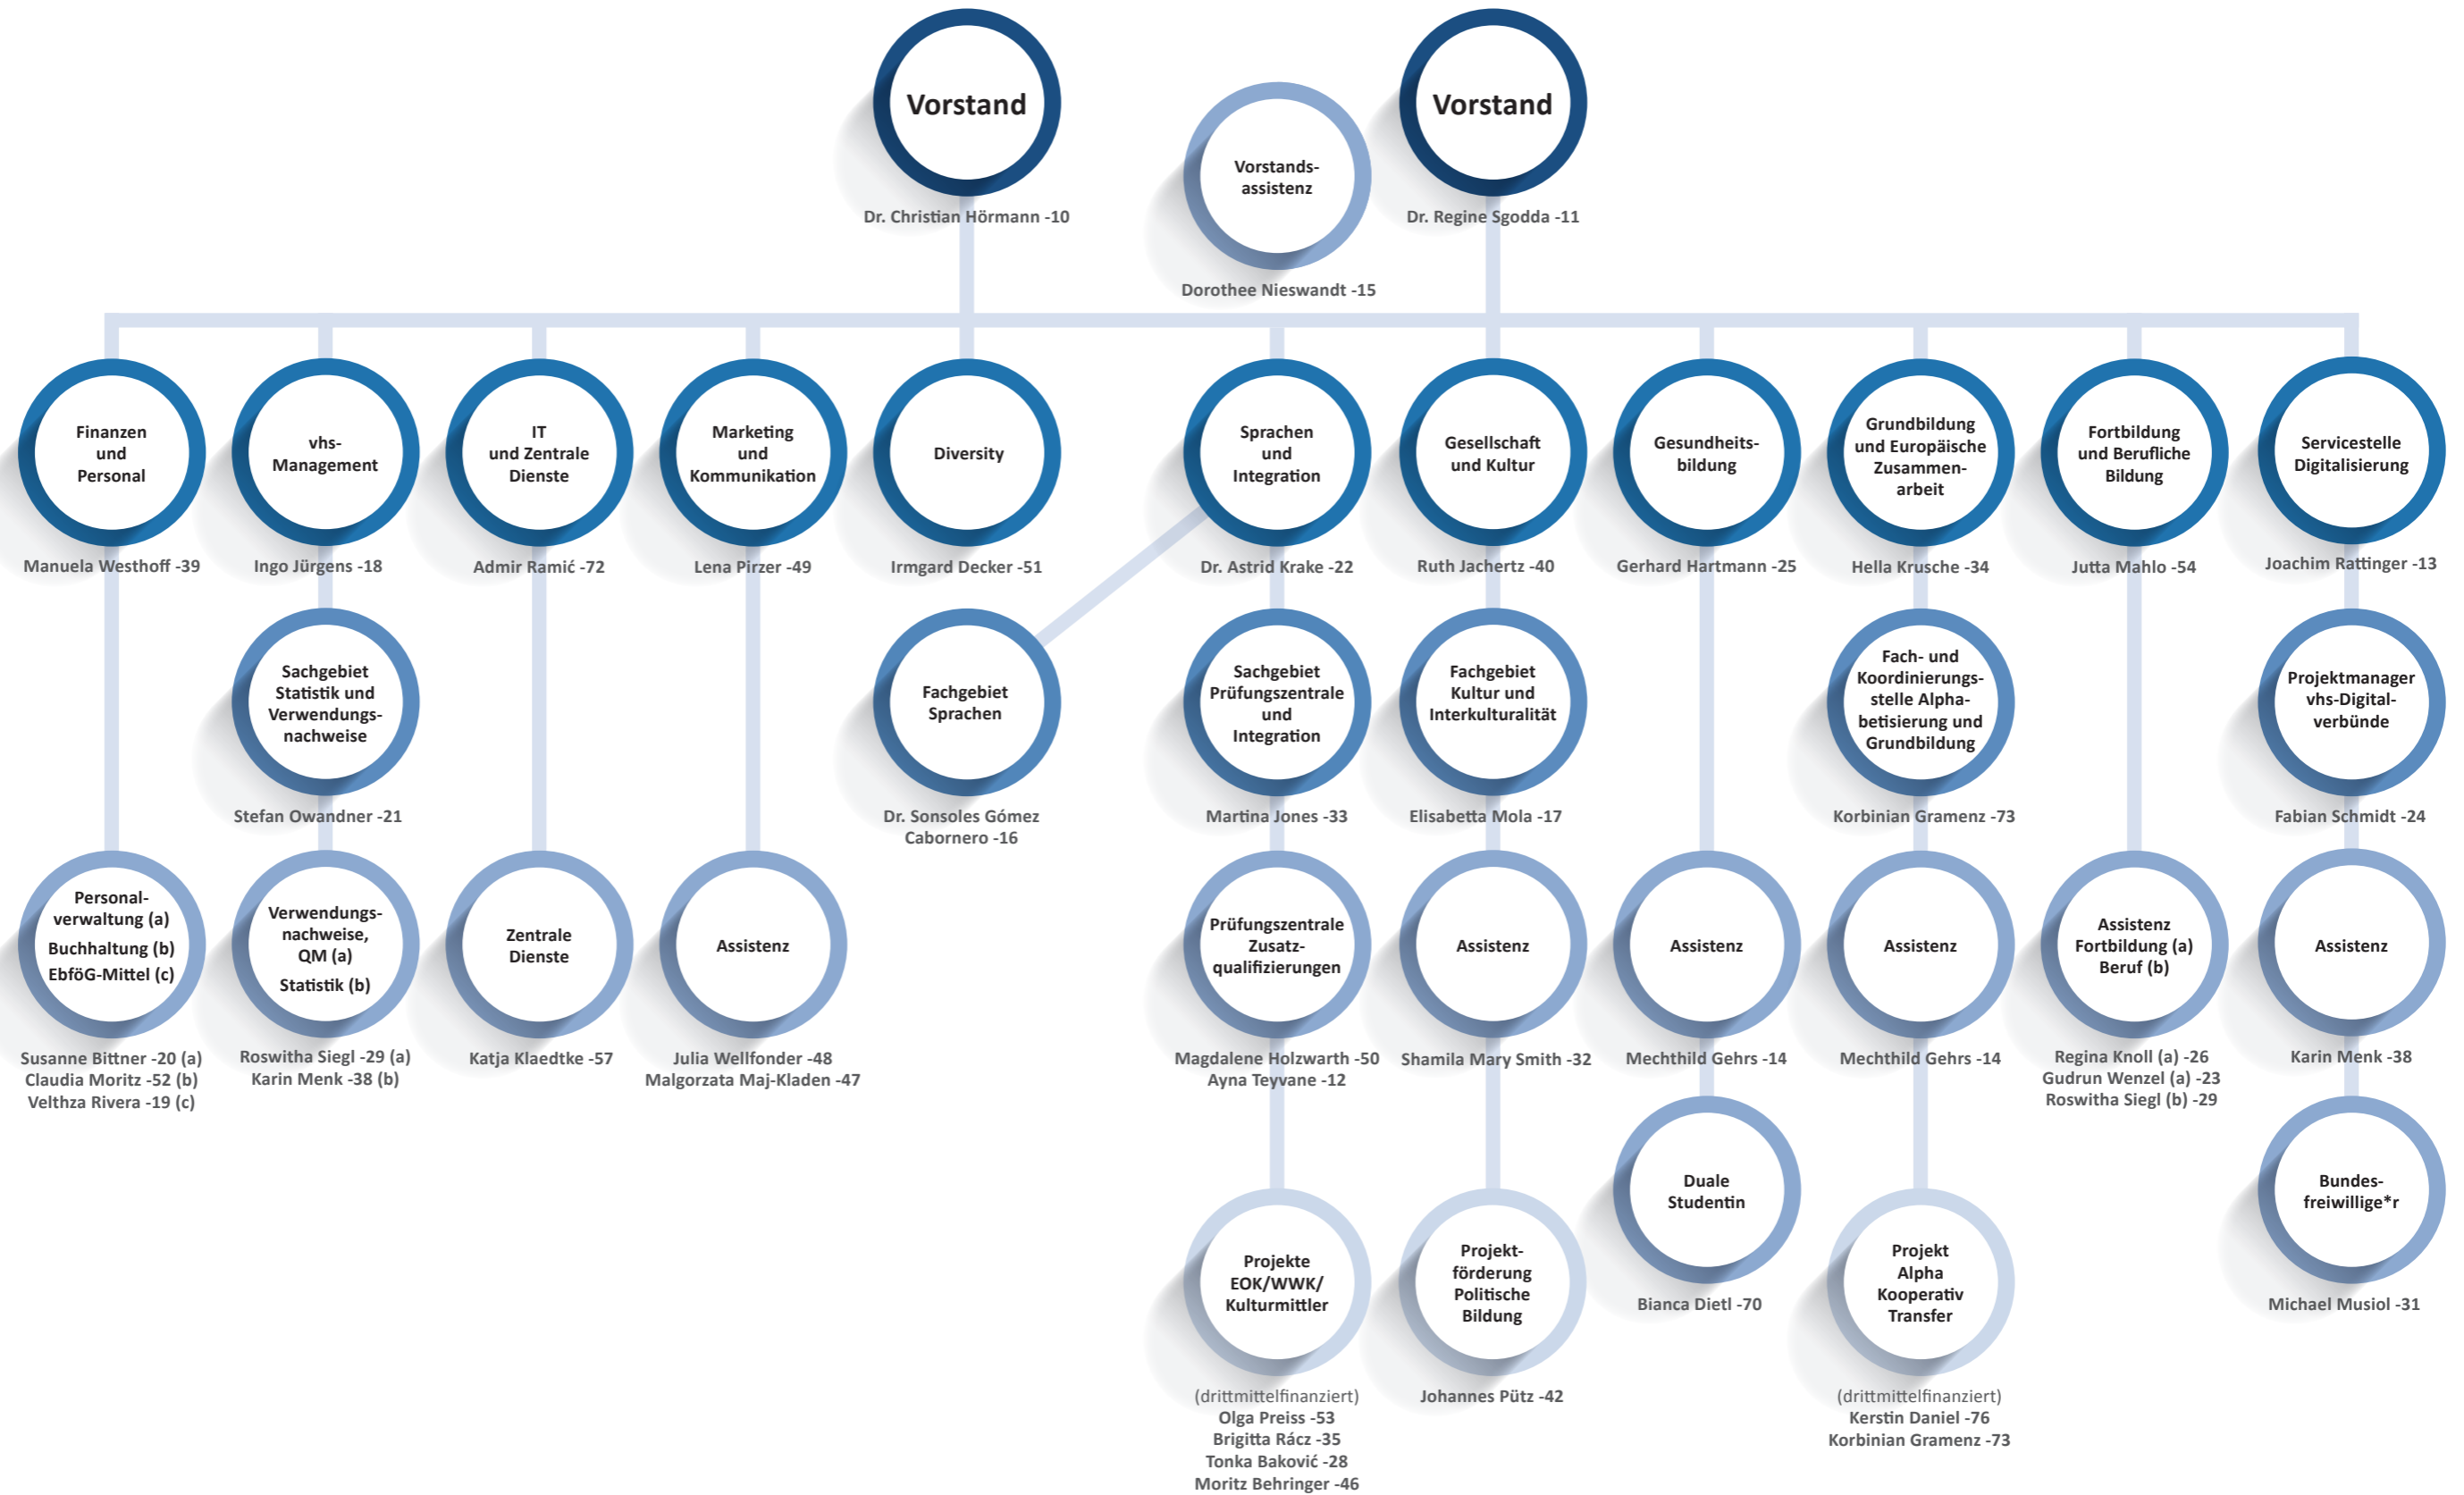 Vorstand
Dr. Christian Hörmann -10
Vorstands-
assistenz
Dorothee Nieswandt -15
Vorstand
Dr. Regine Sgodda -11
Finanzen
und
Personal
Manuela Westhoff -39
vhs-
Management
Ingo Jürgens -18
IT
und Zentrale
Dienste
Admir Ramić -72
Marketing
und
Kommunikation
Lena Pirzer -49
Diversity
Irmgard Decker -51
Sprachen
und
Integration
Dr. Astrid Krake -22
Gesellschaft
und Kultur
Ruth Jachertz -40
Gesundheits-
bildung
Gerhard Hartmann -25
Grundbildung
und Europäische
Zusammen-
arbeit
Hella Krusche -34
Fortbildung
und Berufliche
Bildung
Jutta Mahlo -54
Servicestelle
Digitalisierung
Joachim Rattinger -13
Sachgebiet
Statistik und
Verwendungs-
nachweise
Stefan Owandner -21
Fachgebiet
Sprachen
Dr. Sonsoles Gómez
Cabornero -16
Sachgebiet
Prüfungszentrale
und
Integration
Martina Jones -33
Fachgebiet
Kultur und
Interkulturalität
Elisabetta Mola -17
Fach- und
Koordinierungs-
stelle Alpha-
betisierung und
Grundbildung
Korbinian Gramenz -73
Projektmanager
vhs-Digital-
verbünde
Fabian Schmidt -24
Personal-
verwaltung (a)
Buchhaltung (b)
EbföG-Mittel (c)
Susanne Bittner -20 (a)
Claudia Moritz -52 (b)
Velthza Rivera -19 (c)
Verwendungs-
nachweise,
QM (a)
Statistik (b)
Roswitha Siegl -29 (a)
Karin Menk -38 (b)
Zentrale
Dienste
Katja Klaedtke -57
Assistenz
Julia Wellfonder -48
Malgorzata Maj-Kladen -47
Prüfungszentrale
Zusatz-
qualifizierungen
Magdalene Holzwarth -50
Ayna Teyvane -12
Assistenz
Shamila Mary Smith -32
Assistenz
Mechthild Gehrs -14
Assistenz
Mechthild Gehrs -14
Assistenz
Fortbildung (a)
Beruf (b)
Regina Knoll (a) -26
Gudrun Wenzel (a) -23
Roswitha Siegl (b) -29
Assistenz
Karin Menk -38
Projekte
EOK/WWK/
Kulturmittler
(drittmittelfinanziert)
Olga Preiss -53
Brigitta Rácz -35
Tonka Baković -28
Moritz Behringer -46
Projekt-
förderung
Politische
Bildung
Johannes Pütz -42
Duale
Studentin
Bianca Dietl -70
Projekt
Alpha
Kooperativ
Transfer
(drittmittelfinanziert)
Kerstin Daniel -76
Korbinian Gramenz -73
Bundes-
freiwillige*r
Michael Musiol -31